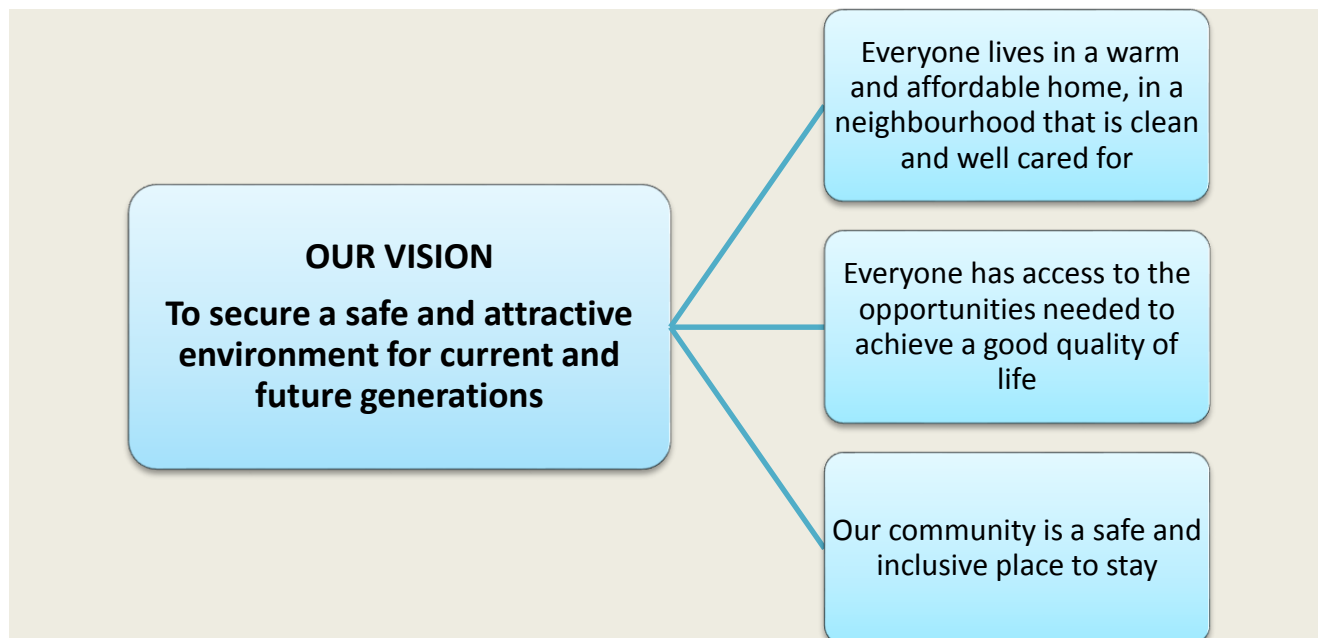 OUR VISION
To secure a safe and attractive
environment for current and
future generations
Everyone lives in a warm
and affordable home, in a
neighbourhood that is clean
and well cared for
Everyone has access to the
opportunities needed to
achieve a good quality of
life
Our community is a safe and
inclusive place to stay